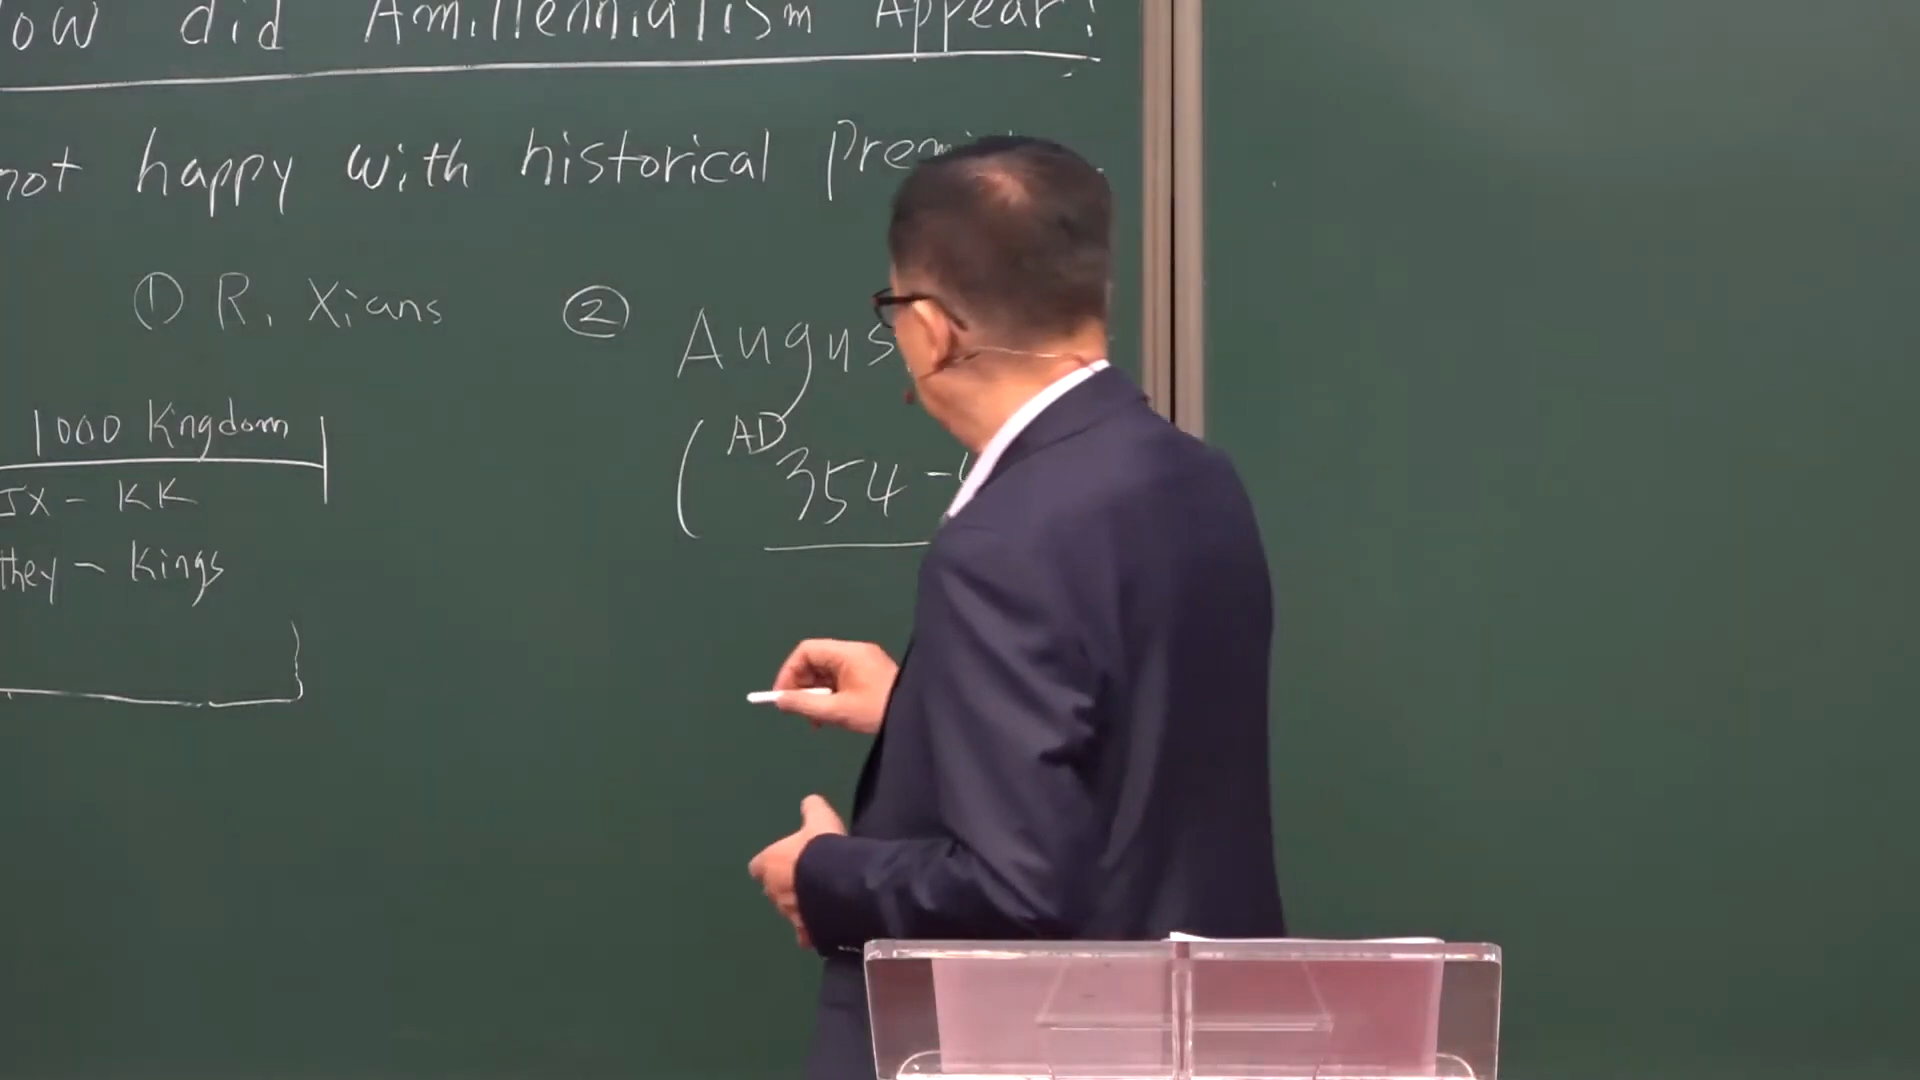 ow did Amillennialism Appear?
not happy with historical Prem
① R. Xians ② Augus
1000 Kngdom
(AD 354 -
JX - KK
they - Kings